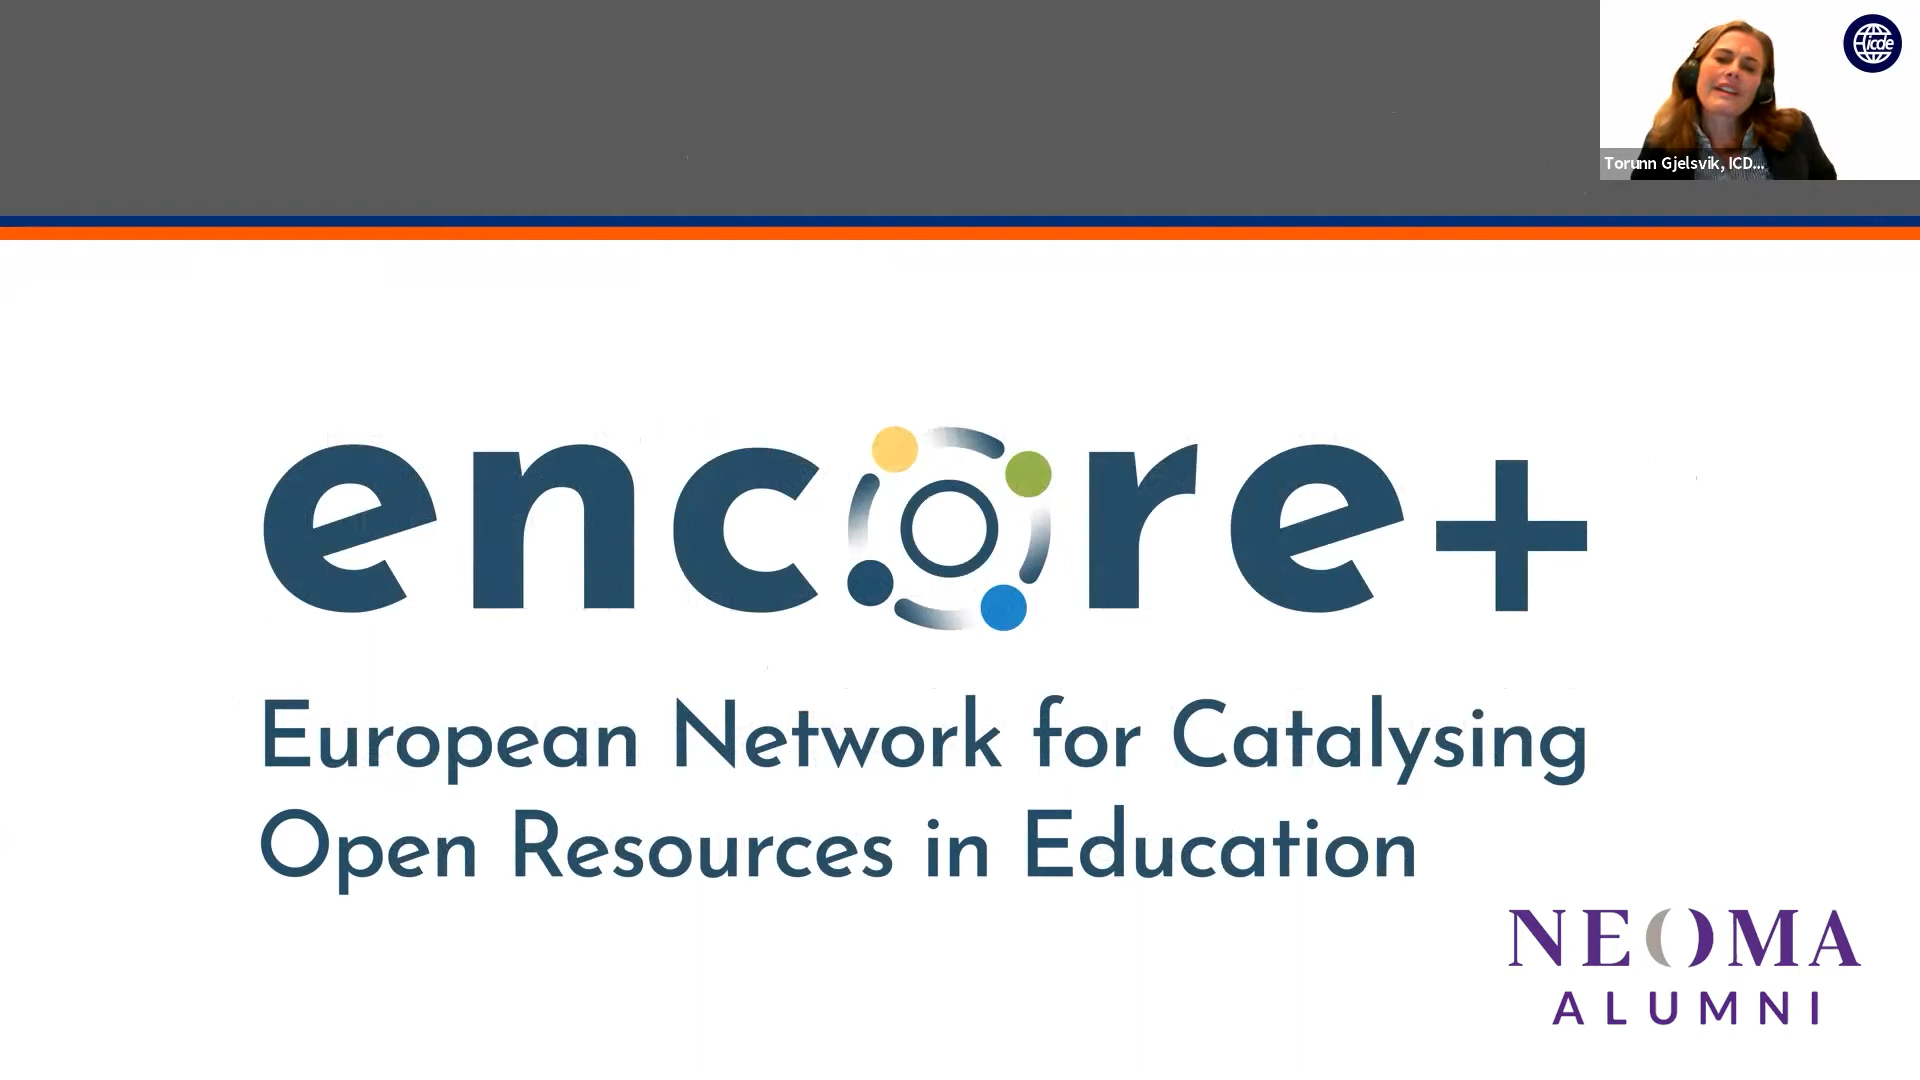 icde
Torunn Gjelsvik, ICD...
encore+
European Network for Catalysing
Open Resources in Education
NEOMA
ALUMNI